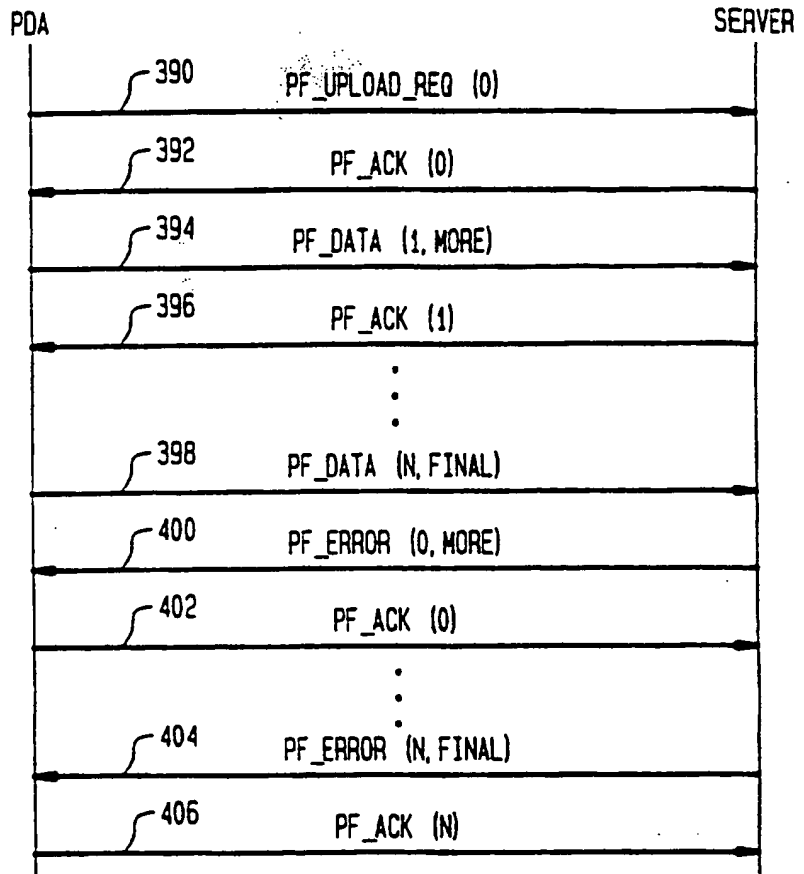 PDA SERVER
390 PF_UPLOAD_REQ (0)
392 PF_ACK (0)
394 PF_DATA (1, MORE)
396 PF_ACK (1)
398 PF_DATA (N, FINAL)
400 PF_ERROR (0, MORE)
402 PF_ACK (0)
404 PF_ERROR (N, FINAL)
406 PF_ACK (N)